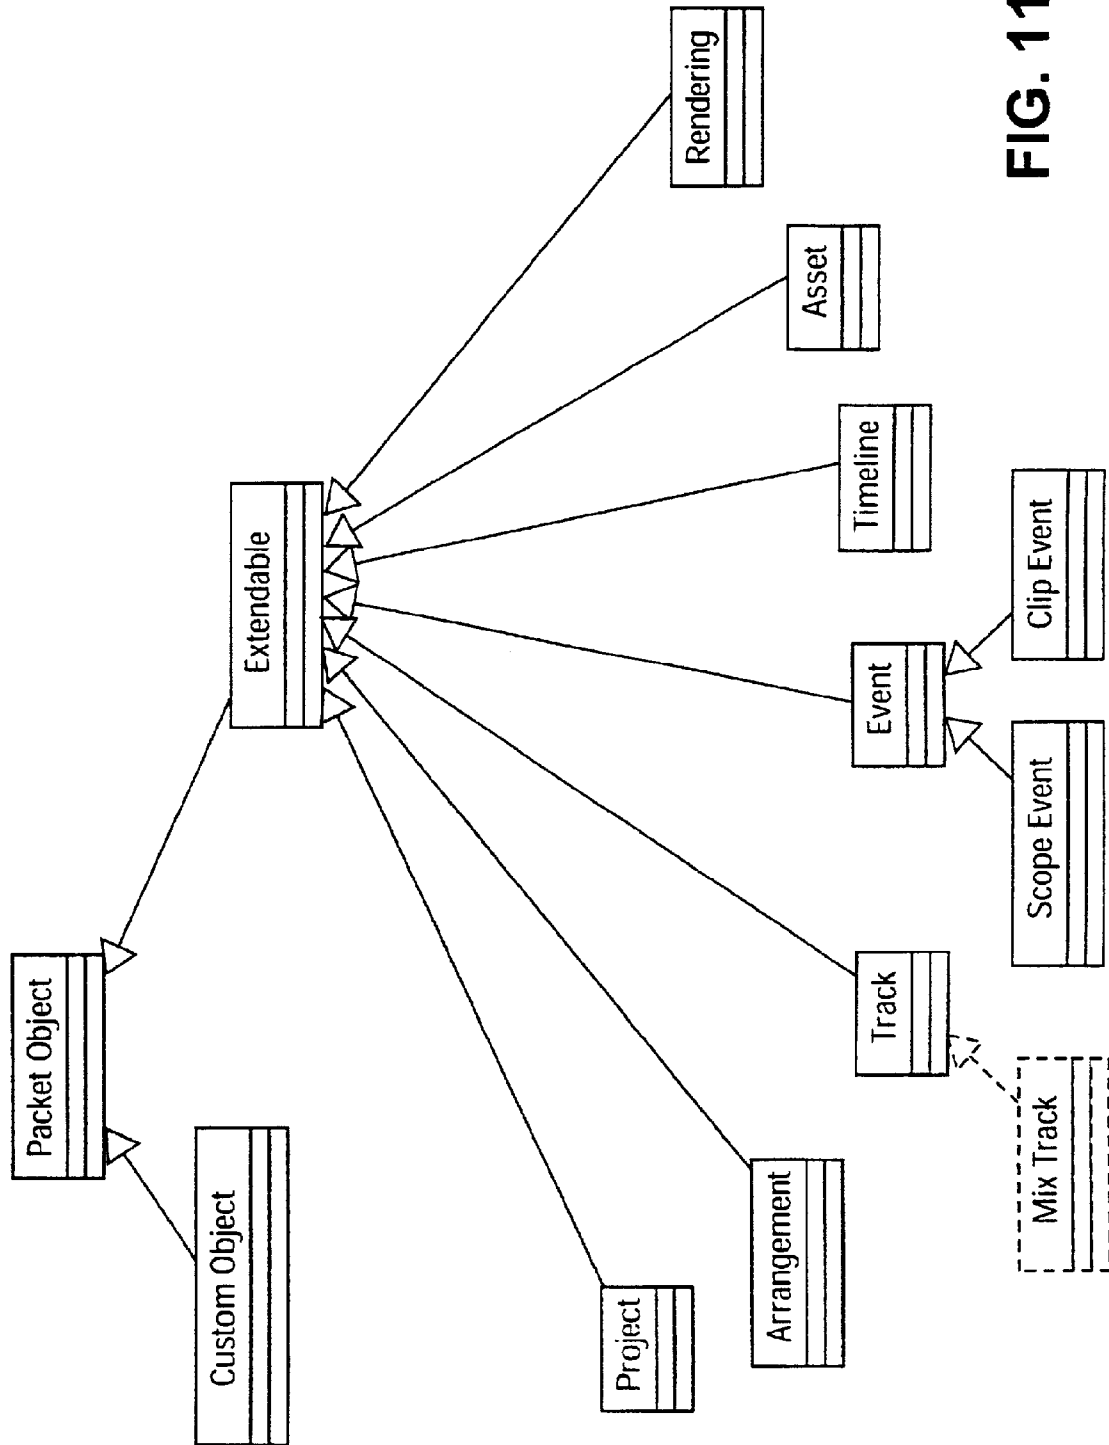 Packet Object
Custom Object
Extendable
Project
Arrangement
Track
Mix Track
Event
Scope Event
Clip Event
Timeline
Asset
Rendering
FIG. 11